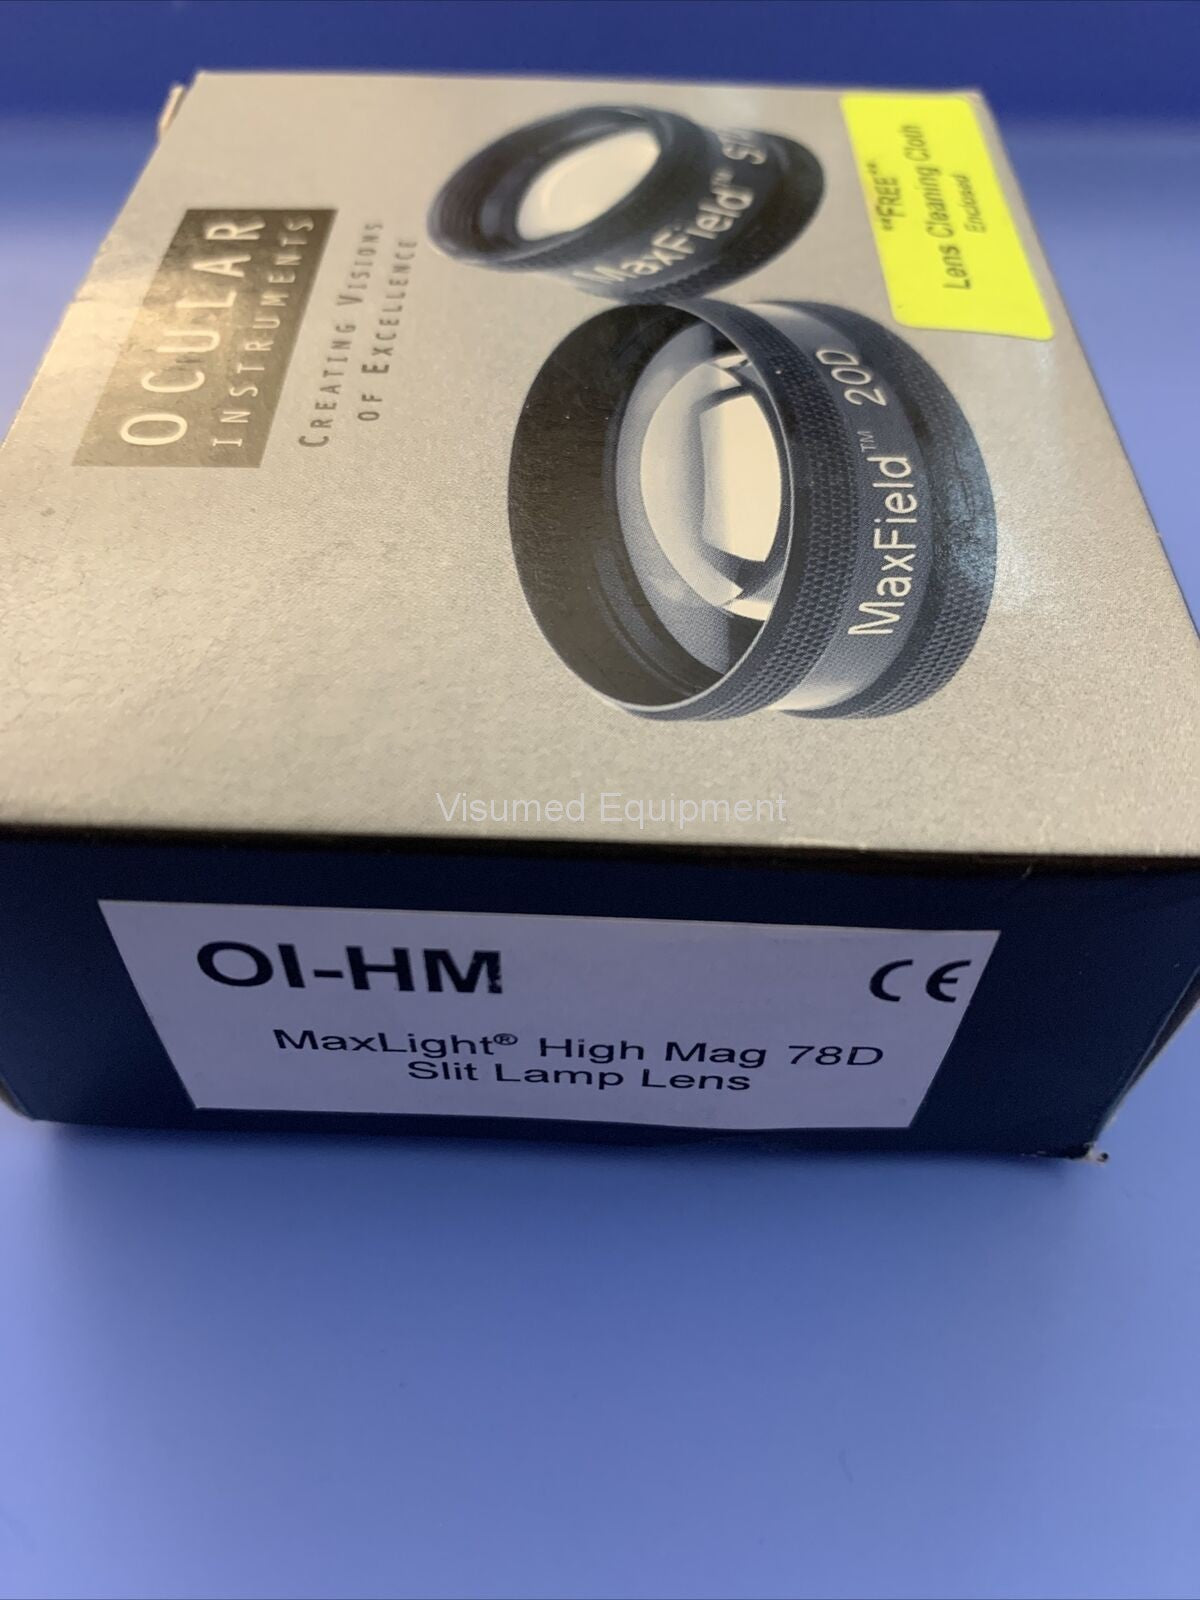 OCULAR
INSTRUMENTS
CREATING VISIONS
OF EXCELLENCE
MaxField™
MaxField™ 20D
**FREE**
Lens Cleaning Cloth
Enclosed
Visumed Equipment
OI-HM
CE
MaxLight® High Mag 78D
Slit Lamp Lens